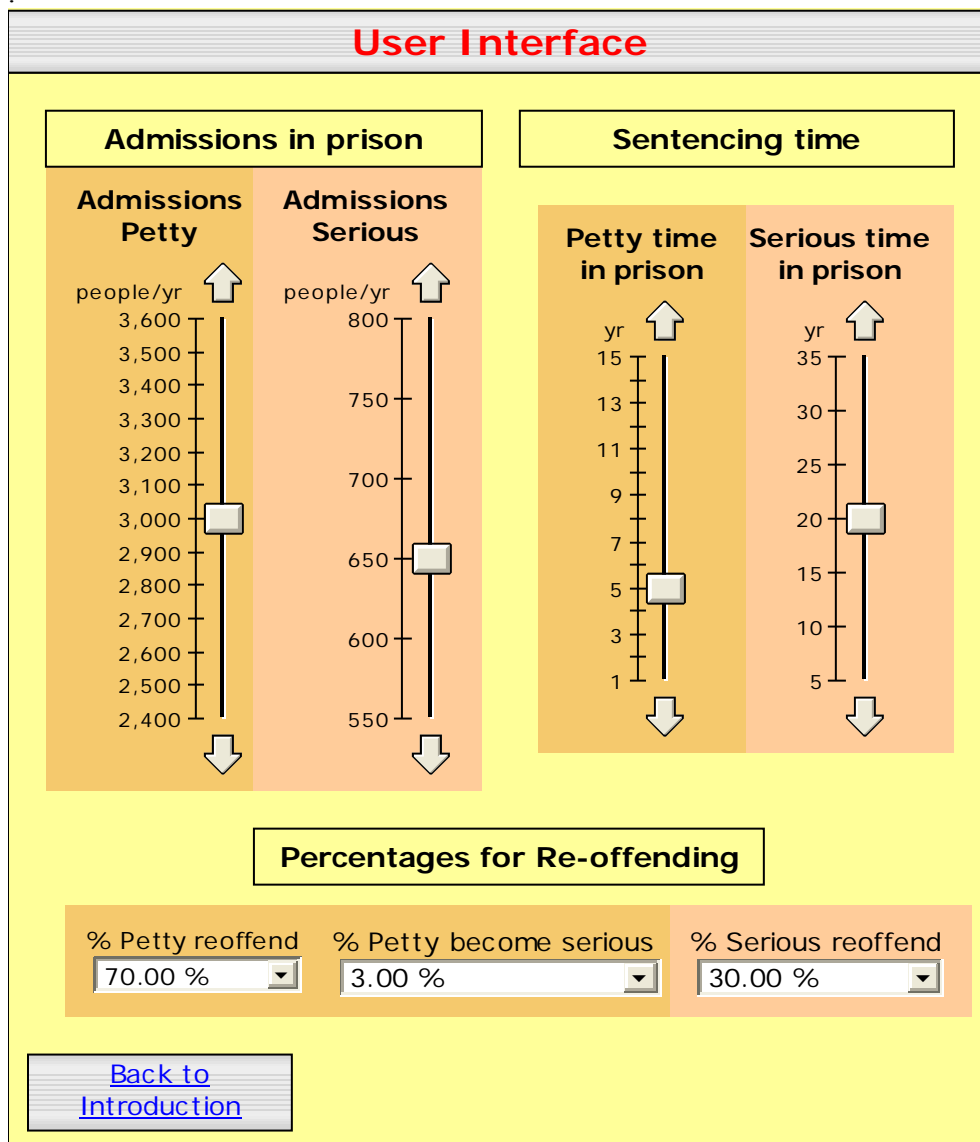 User Interface
Admissions in prison
Sentencing time
Admissions
Petty
Admissions
Serious
people/yr
3,600
3,500
3,400
3,300
3,200
3,100
3,000
2,900
2,800
2,700
2,600
2,500
2,400
people/yr
800
750
700
650
600
550
Petty time
in prison
Serious time
in prison
yr
15
13
11
9
7
5
3
1
yr
35
30
25
20
15
10
5
Percentages for Re-offending
% Petty reoffend
70.00 %
% Petty become serious
3.00 %
% Serious reoffend
30.00 %
Back to
Introduction